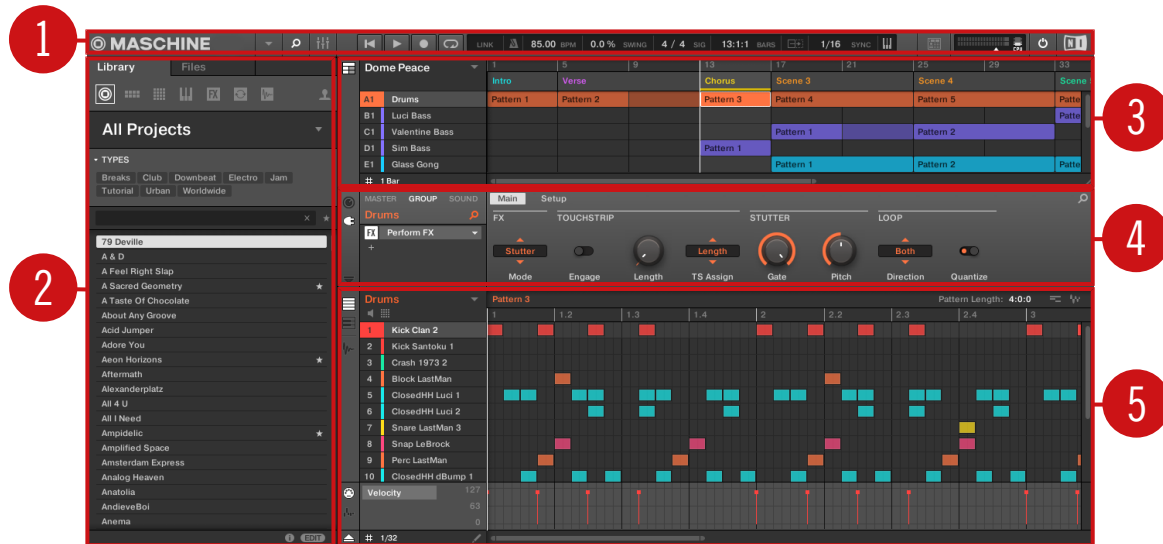 1
MASCHINE
LINK
85.00 BPM
0.0 % SWING
4 / 4 SIG
13:1:1 BARS
1/16 SYNC
CPU
NI
2
Library
Files
FX
All Projects
TYPES
Breaks Club Downbeat Electro Jam
Tutorial Urban Worldwide
79 Deville
A & D
A Feel Right Slap
A Sacred Geometry
A Taste Of Chocolate
About Any Groove
Acid Jumper
Adore You
Aeon Horizons
Aftermath
Alexanderplatz
All 4 U
All I Need
Ampidelic
Amplified Space
Amsterdam Express
Analog Heaven
Anatolia
AndieveBoi
Anema
EDIT
3
Dome Peace
1 5 9 13 17 21 25 29 33
Intro Verse Chorus Scene 3 Scene 4 Scene
A1 Drums Pattern 1 Pattern 2 Pattern 3 Pattern 4 Pattern 5 Patte
B1 Luci Bass Patte
C1 Valentine Bass Pattern 1 Pattern 2
D1 Sim Bass Pattern 1
E1 Glass Gong Pattern 1 Pattern 2 Patte
# 1 Bar
4
MASTER GROUP SOUND
Main Setup
Drums
FX TOUCHSTRIP STUTTER LOOP
FX Perform FX
+
Stutter Length Both
Mode Engage Length TS Assign Gate Pitch Direction Quantize
5
Drums
Pattern 3
Pattern Length: 4:0:0
1 1.2 1.3 1.4 2 2.2 2.3 2.4 3
1 Kick Clan 2
2 Kick Santoku 1
3 Crash 1973 2
4 Block LastMan
5 ClosedHH Luci 1
6 ClosedHH Luci 2
7 Snare LastMan 3
8 Snap LeBrock
9 Perc LastMan
10 ClosedHH dBump 1
Velocity
127
63
0
# 1/32